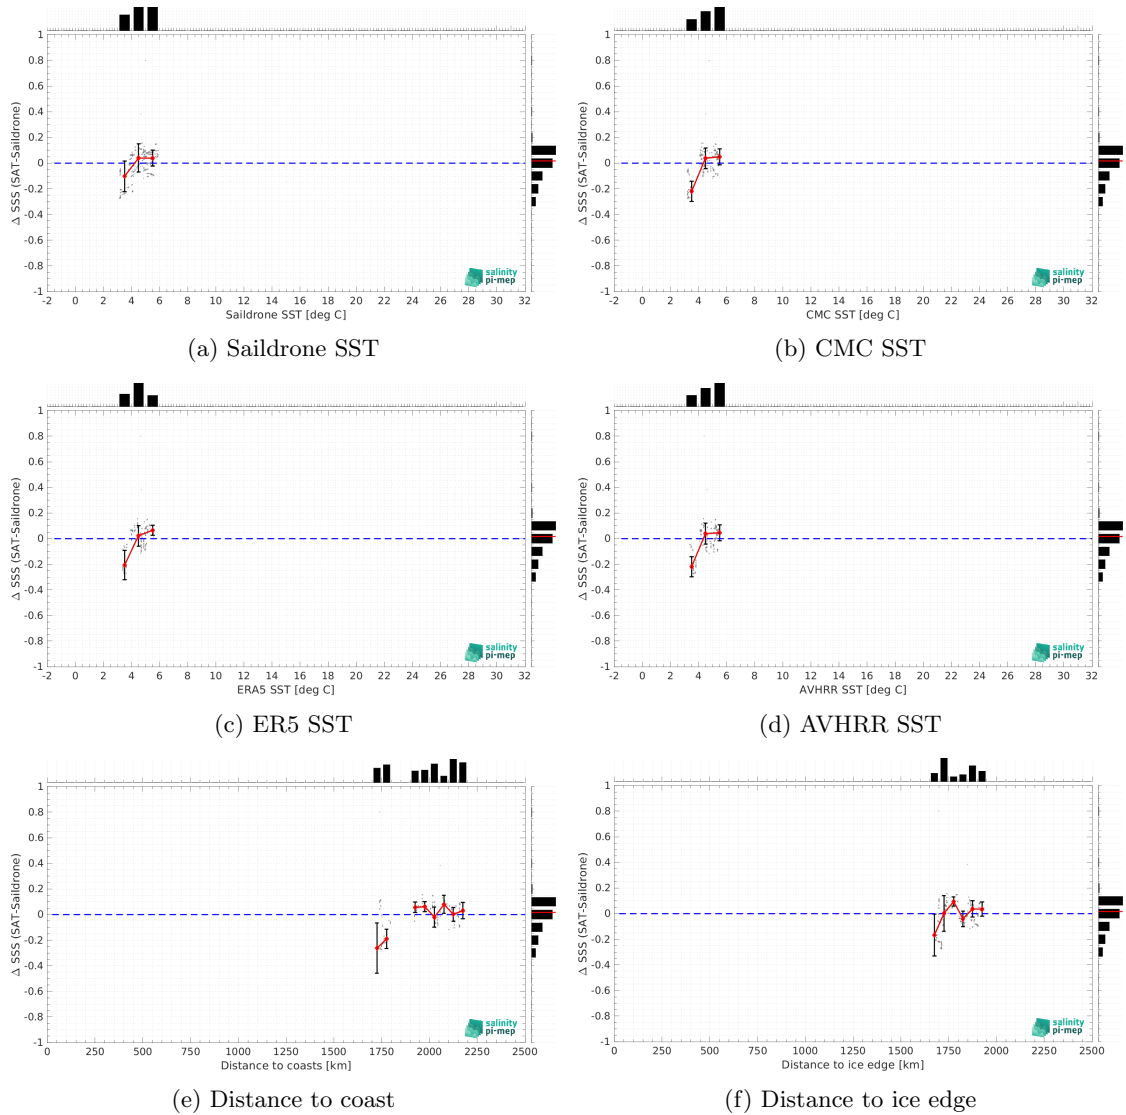 1
0.8
0.6
0.4
0.2
0
-0.2
-0.4
-0.6
-0.8
-1
Δ SSS (SAT-Saildrone)
salinity
pi-mep
-2 0 2 4 6 8 10 12 14 16 18 20 22 24 26 28 30 32
Saildrone SST [deg C]
(a) Saildrone SST
1
0.8
0.6
0.4
0.2
0
-0.2
-0.4
-0.6
-0.8
-1
Δ SSS (SAT-Saildrone)
salinity
pi-mep
-2 0 2 4 6 8 10 12 14 16 18 20 22 24 26 28 30 32
CMC SST [deg C]
(b) CMC SST
1
0.8
0.6
0.4
0.2
0
-0.2
-0.4
-0.6
-0.8
-1
Δ SSS (SAT-Saildrone)
salinity
pi-mep
-2 0 2 4 6 8 10 12 14 16 18 20 22 24 26 28 30 32
ERA5 SST [deg C]
(c) ER5 SST
1
0.8
0.6
0.4
0.2
0
-0.2
-0.4
-0.6
-0.8
-1
Δ SSS (SAT-Saildrone)
salinity
pi-mep
-2 0 2 4 6 8 10 12 14 16 18 20 22 24 26 28 30 32
AVHRR SST [deg C]
(d) AVHRR SST
1
0.8
0.6
0.4
0.2
0
-0.2
-0.4
-0.6
-0.8
-1
Δ SSS (SAT-Saildrone)
salinity
pi-mep
0 250 500 750 1000 1250 1500 1750 2000 2250 2500
Distance to coasts [km]
(e) Distance to coast
1
0.8
0.6
0.4
0.2
0
-0.2
-0.4
-0.6
-0.8
-1
Δ SSS (SAT-Saildrone)
salinity
pi-mep
0 250 500 750 1000 1250 1500 1750 2000 2250 2500
Distance to ice edge [km]
(f) Distance to ice edge